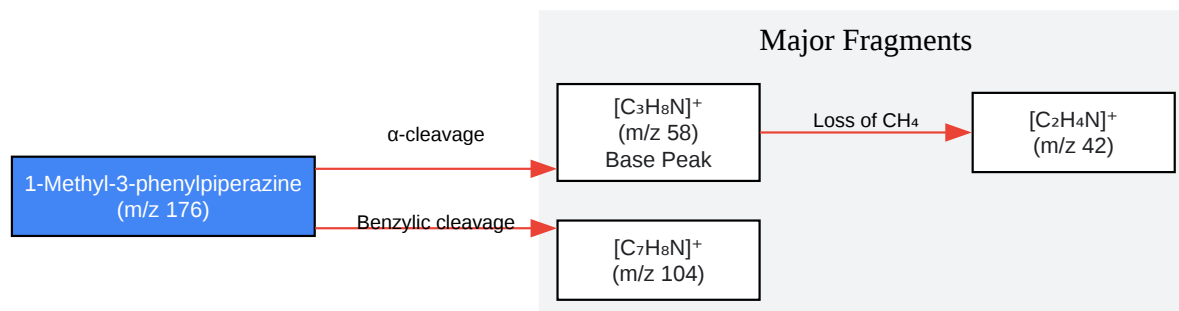 Major Fragments
1-Methyl-3-phenylpiperazine
(m/z 176)
α-cleavage
[C₃H₈N]⁺
(m/z 58)
Base Peak
Loss of CH₄
[C₂H₄N]⁺
(m/z 42)
Benzylic cleavage
[C₇H₈N]⁺
(m/z 104)